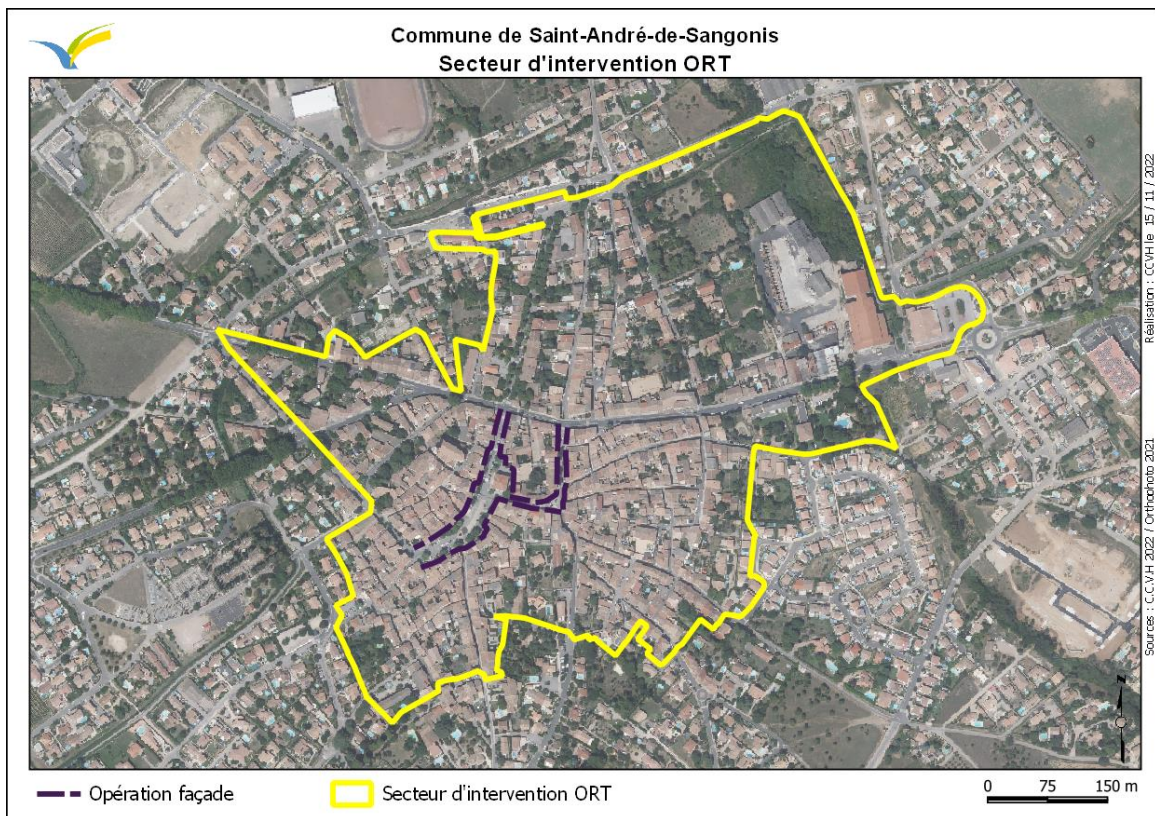 Commune de Saint-André-de-Sangonis
Secteur d'intervention ORT
Réalisation : CCVH le 15 / 11 / 2022
Sources : C.C.V.H 2022 / Orthophoto 2021
N
Opération façade
Secteur d'intervention ORT
0 75 150 m